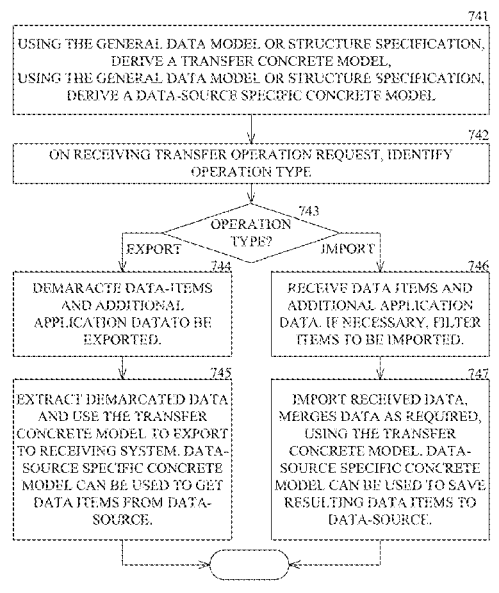 741
USING THE GENERAL DATA MODEL OR STRUCTURE SPECIFICATION,
DERIVE A TRANSFER CONCRETE MODEL,
USING THE GENERAL DATA MODEL OR STRUCTURE SPECIFICATION,
DERIVE A DATA-SOURCE SPECIFIC CONCRETE MODEL
742
ON RECEIVING TRANSFER OPERATION REQUEST, IDENTIFY
OPERATION TYPE
743
OPERATION
TYPE?
EXPORT
IMPORT
744
DEMARACTE DATA-ITEMS
AND ADDITIONAL
APPLICATION DATATO BE
EXPORTED.
746
RECEIVE DATA ITEMS AND
ADDITIONAL APPLICATION
DATA. IF NECESSARY, FILTER
ITEMS TO BE IMPORTED.
745
EXTRACT DEMARCATED DATA
AND USE THE TRANSFER
CONCRETE MODEL TO EXPORT
TO RECEIVING SYSTEM. DATA-
SOURCE SPECIFIC CONCRETE
MODEL CAN BE USED TO GET
DATA ITEMS FROM DATA-
SOURCE.
747
IMPORT RECEIVED DATA,
MERGES DATA AS REQUIRED,
USING THE TRANSFER
CONCRETE MODEL. DATA-
SOURCE SPECIFIC CONCRETE
MODEL CAN BE USED TO SAVE
RESULTING DATA ITEMS TO
DATA-SOURCE.